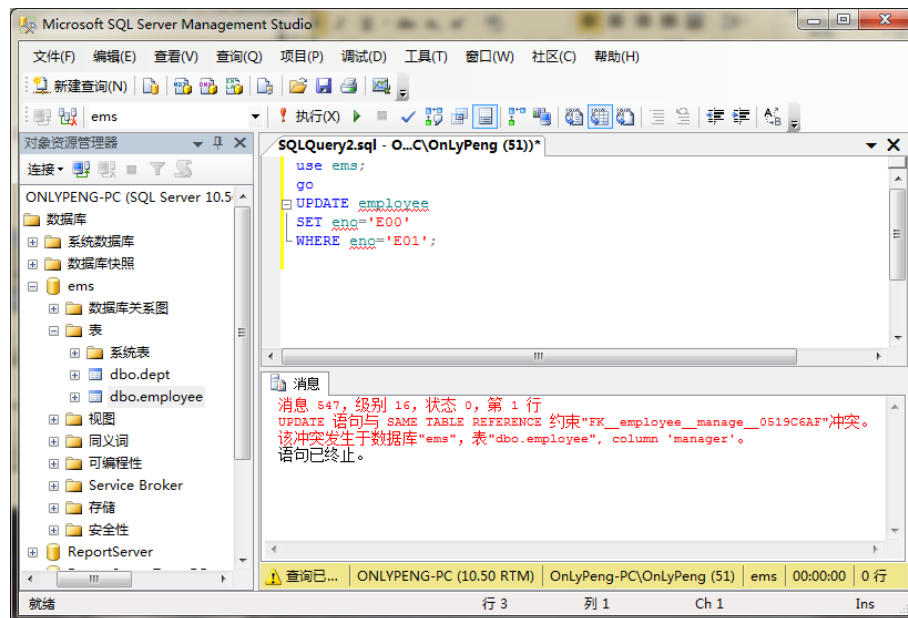 Microsoft SQL Server Management Studio
文件(F) 编辑(E) 查看(V) 查询(Q) 项目(P) 调试(D) 工具(T) 窗口(W) 社区(C) 帮助(H)
新建查询(N)
ems
执行(X)
对象资源管理器
连接
ONLYPENG-PC (SQL Server 10.5
数据库
系统数据库
数据库快照
ems
数据库关系图
表
系统表
dbo.dept
dbo.employee
视图
同义词
可编程性
Service Broker
存储
安全性
ReportServer
SQLQuery2.sql - O...C\OnLyPeng (51))*
use ems;
go
UPDATE employee
SET eno='E00'
WHERE eno='E01';
消息
消息 547，级别 16，状态 0，第 1 行
UPDATE 语句与 SAME TABLE REFERENCE 约束"FK__employee__manage__0519C6AF"冲突。
该冲突发生于数据库"ems"，表"dbo.employee", column 'manager'。
语句已终止。
查询已... ONLYPENG-PC (10.50 RTM) OnLyPeng-PC\OnLyPeng (51) ems 00:00:00 0 行
就绪 行 3 列 1 Ch 1 Ins